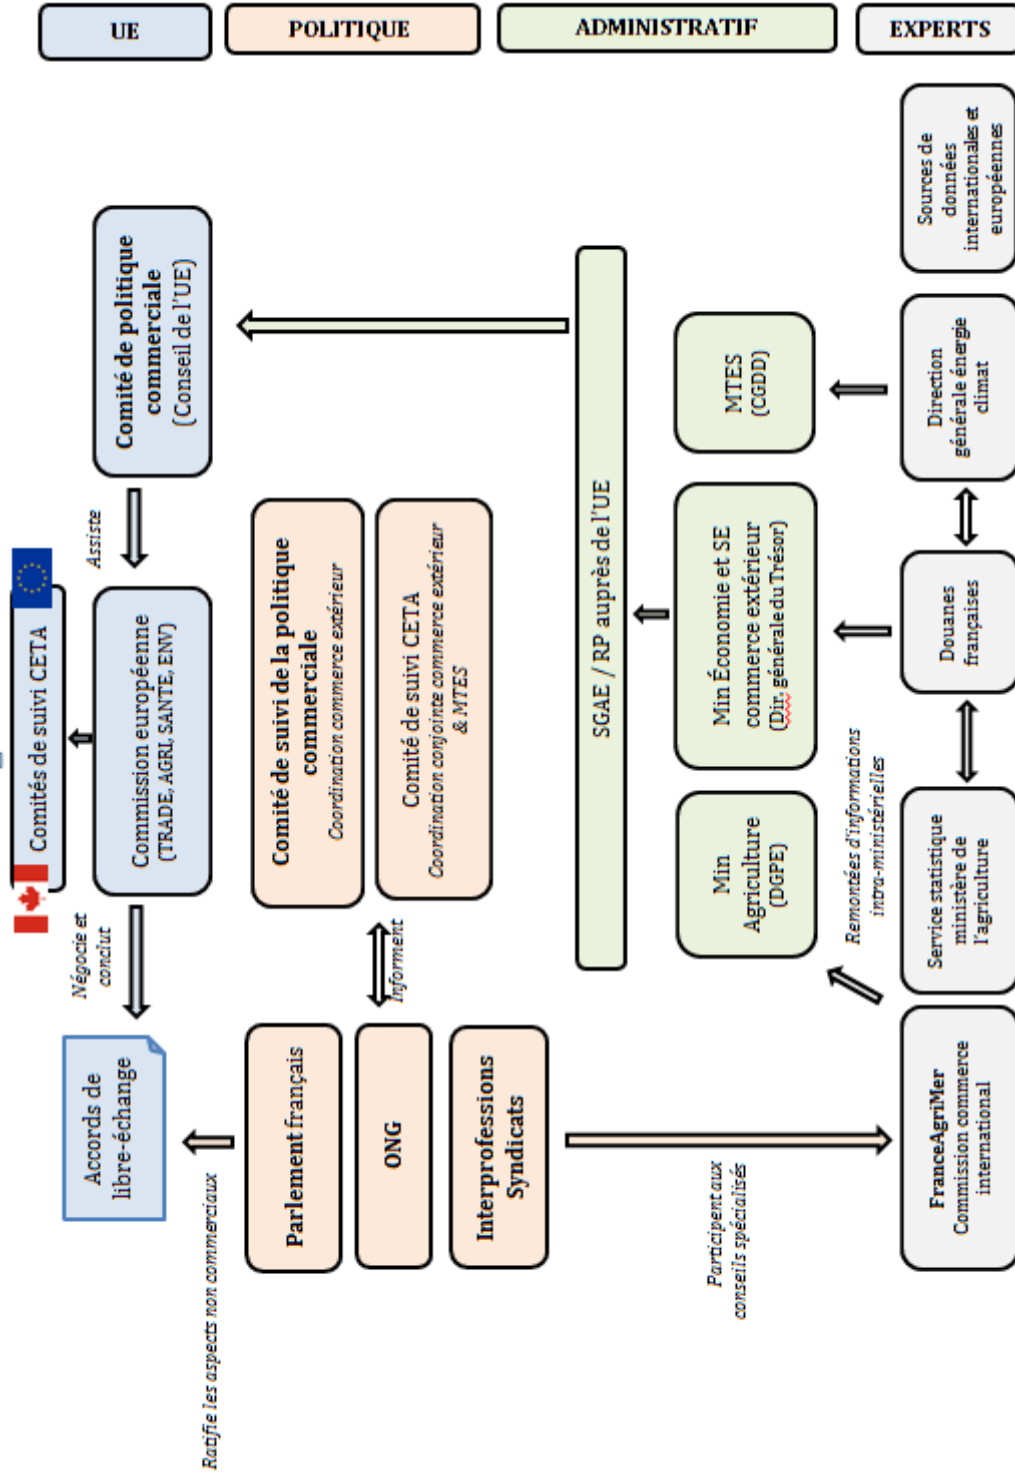 UE
POLITIQUE
ADMINISTRATIF
EXPERTS
Comités de suivi CETA
Accords de
libre-échange
Négocie et
conclut
Commission européenne
(TRADE, AGRI, SANTE, ENV)
Assiste
Comité de politique
commerciale
(Conseil de l'UE)
Ratifie les aspects non commerciaux
Parlement français
ONG
Interprofessions
Syndicats
Informent
Comité de suivi de la politique
commerciale
Coordination commerce extérieur
Comité de suivi CETA
Coordination conjointe commerce extérieur
& MTES
SGAE / RP auprès de l'UE
Min
Agriculture
(DGPE)
Min Économie et SE
commerce extérieur
(Dir. générale du Trésor)
MTES
(CGDD)
Participent aux
conseils spécialisés
Remontées d'informations
intra-ministérielles
FranceAgriMer
Commission commerce
international
Service statistique
ministère de
l'agriculture
Douanes
françaises
Direction
générale énergie
climat
Sources de
données
internationales et
européennes